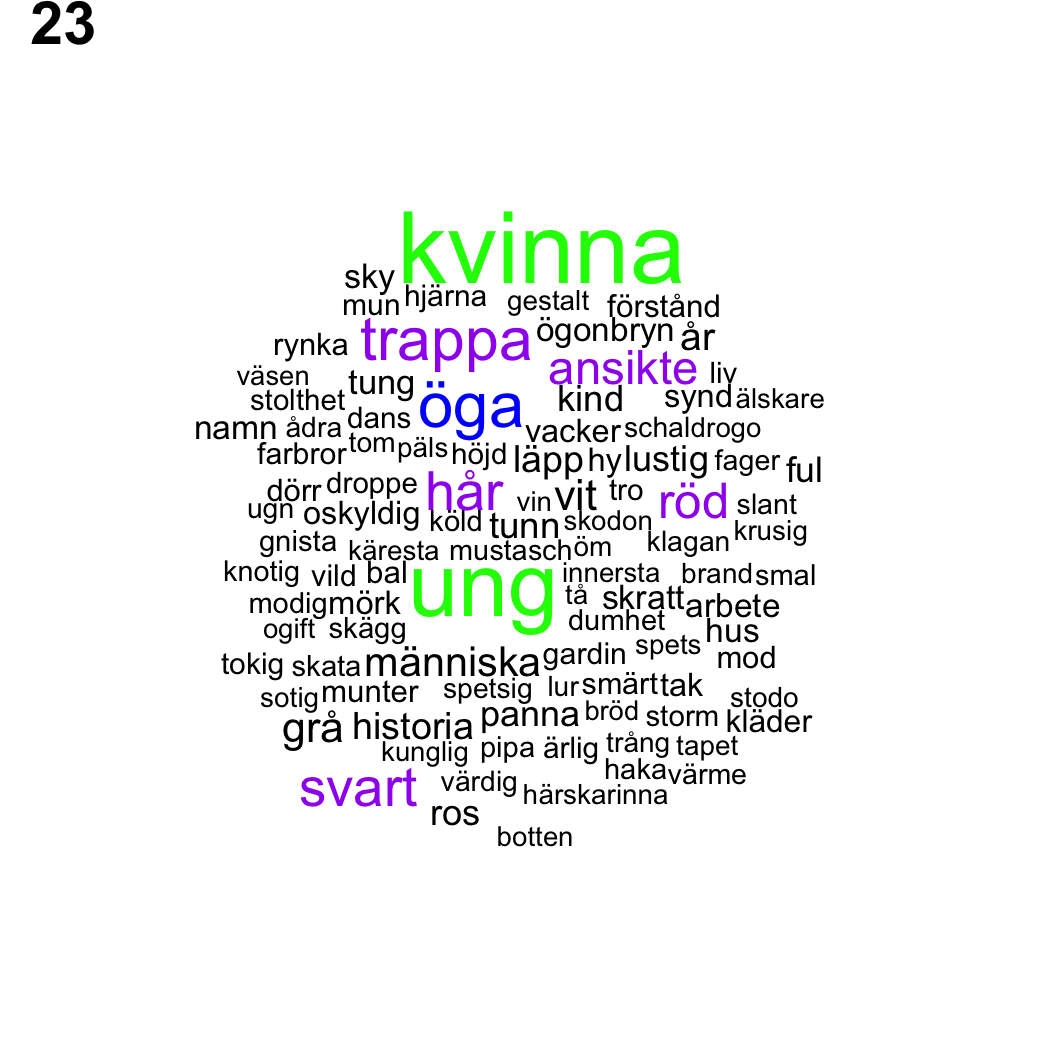 23
kvinna
sky
mun hjärna gestalt förstånd
rynka trappa ögonbryn år
väsen tung ansikte liv
stolthet öga kind synd älskare
namn ådra dans vacker schaldrogo
farbror tom päls höjd läpp hy lustig fager ful
dörr droppe hår vin vit tro röd slant
ugn oskyldig köld tunn skodon krusig
gnista käresta mustasch öm klagan
knotig vild bal ung innersta brand smal
modig mörk tå skratt arbete
ogift skägg dumhet hus
tokig skata människa gardin spets mod
sotig munter spetsig lur smärt tak stodo
grå historia panna bröd storm kläder
kunglig pipa ärlig trång tapet
svart värdig haka värme
ros härskarinna
botten